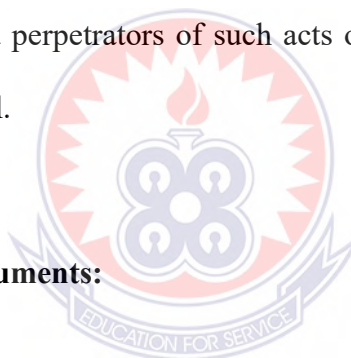 perpetrators of such acts
.
uments:
EDUCATION FOR SERVICE